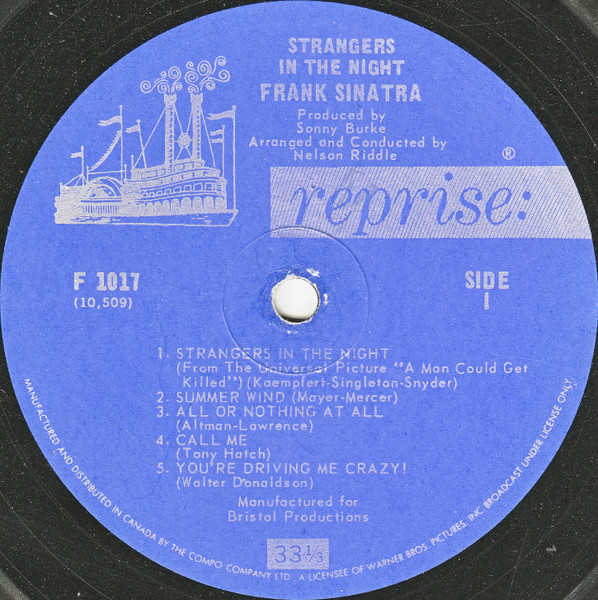 STRANGERS
IN THE NIGHT
FRANK SINATRA
Produced by
Sonny Burke
Arranged and Conducted by
Nelson Riddle
®
reprise:
F 1017
(10,509)
SIDE
1
1. STRANGERS IN THE NIGHT
(From The Universal Picture "A Man Could Get
Killed") (Kaempfert-Singleton-Snyder)
2. SUMMER WIND (Mayer-Mercer)
3. ALL OR NOTHING AT ALL
(Altman-Lawrence)
4. CALL ME
(Tony Hatch)
5. YOU'RE DRIVING ME CRAZY!
(Walter Donaldson)
Manufactured for
Bristol Productions
33⅓
MANUFACTURED AND DISTRIBUTED IN CANADA BY THE COMPO COMPANY LTD., A LICENSEE OF WARNER BROS. PICTURES, INC. BROADCAST UNDER LICENSE ONLY.